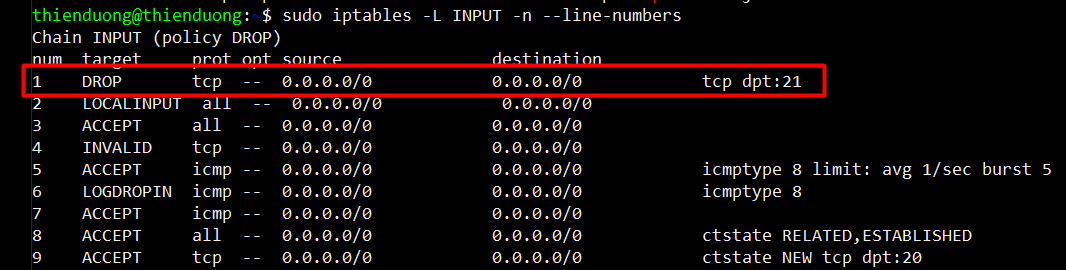 thienduong@thienduong:~$ sudo iptables -L INPUT -n --line-numbers
Chain INPUT (policy DROP)
num  target     prot opt source               destination
1    DROP       tcp  --  0.0.0.0/0            0.0.0.0/0            tcp dpt:21
2    LOCALINPUT  all  --  0.0.0.0/0            0.0.0.0/0
3    ACCEPT     all  --  0.0.0.0/0            0.0.0.0/0
4    INVALID    tcp  --  0.0.0.0/0            0.0.0.0/0
5    ACCEPT     icmp --  0.0.0.0/0            0.0.0.0/0            icmptype 8 limit: avg 1/sec burst 5
6    LOGDROPIN  icmp --  0.0.0.0/0            0.0.0.0/0            icmptype 8
7    ACCEPT     icmp --  0.0.0.0/0            0.0.0.0/0
8    ACCEPT     all  --  0.0.0.0/0            0.0.0.0/0            ctstate RELATED,ESTABLISHED
9    ACCEPT     tcp  --  0.0.0.0/0            0.0.0.0/0            ctstate NEW tcp dpt:20